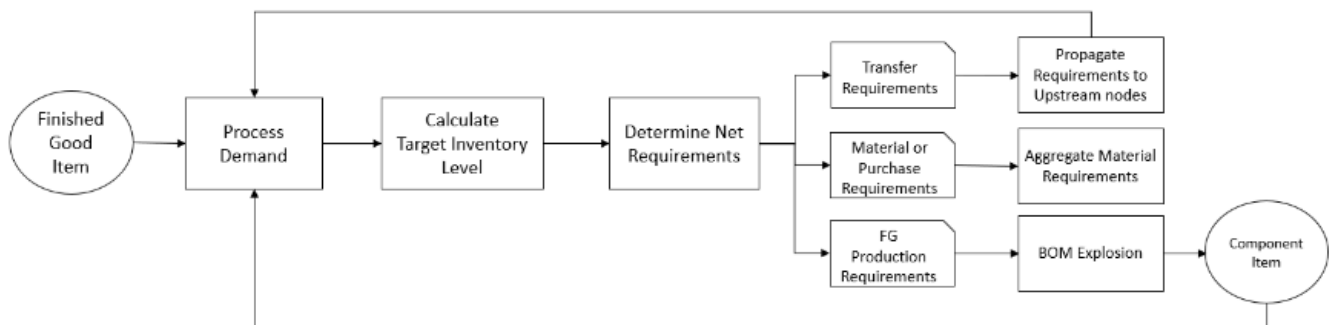 Finished
Good
Item
Process
Demand
Calculate
Target Inventory
Level
Determine Net
Requirements
Transfer
Requirements
Propagate
Requirements to
Upstream nodes
Material or
Purchase
Requirements
Aggregate Material
Requirements
FG
Production
Requirements
BOM Explosion
Component
Item